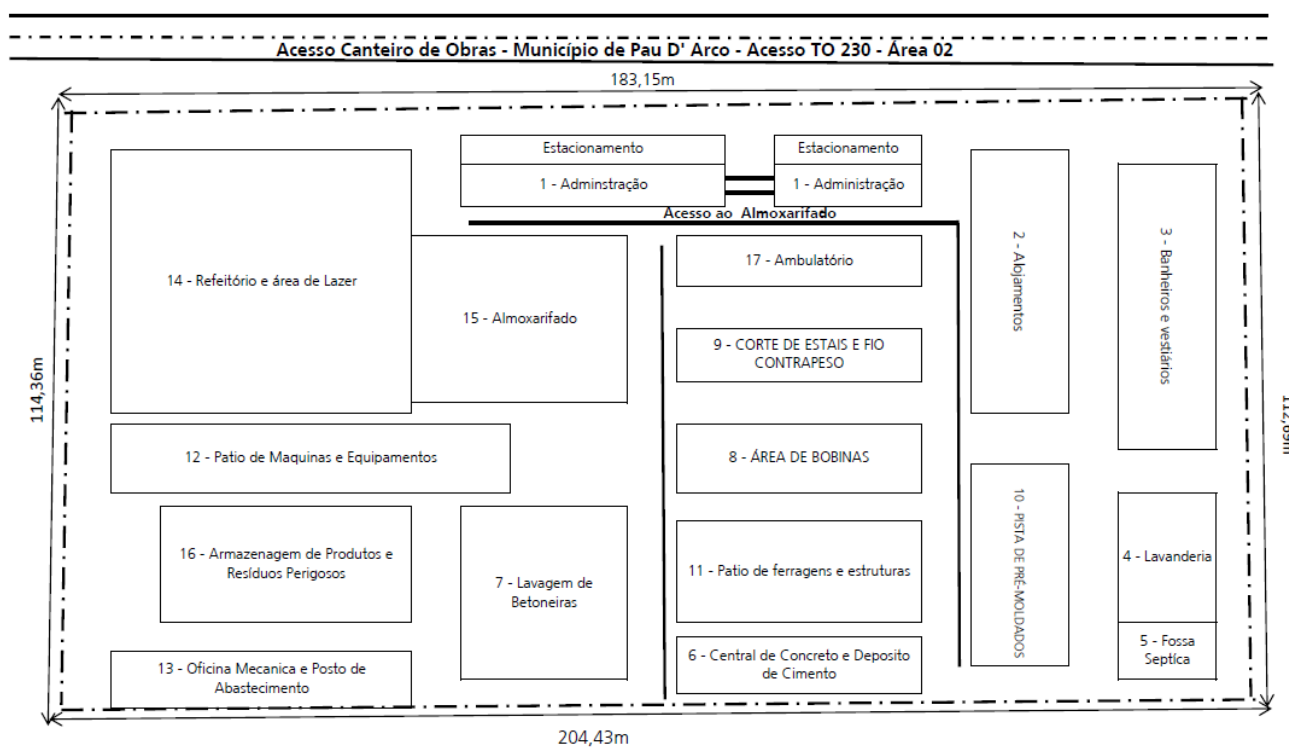 Acesso Canteiro de Obras - Município de Pau D' Arco - Acesso TO 230 - Área 02
183,15m
Estacionamento
1 - Adminstração
Estacionamento
1 - Administração
Acesso ao Almoxarifado
14 - Refeitório e área de Lazer
15 - Almoxarifado
17 - Ambulatório
9 - CORTE DE ESTAIS E FIO
CONTRAPESO
2 - Alojamentos
3 - Banheiros e vestiários
114,36m
112,69m
12 - Patio de Maquinas e Equipamentos
8 - ÁREA DE BOBINAS
16 - Armazenagem de Produtos e
Resíduos Perigosos
7 - Lavagem de
Betoneiras
11 - Patio de ferragens e estruturas
10 - PISTA DE PRÉ-MOLDADOS
4 - Lavanderia
5 - Fossa
Septíca
13 - Oficina Mecanica e Posto de
Abastecimento
6 - Central de Concreto e Deposito
de Cimento
204,43m